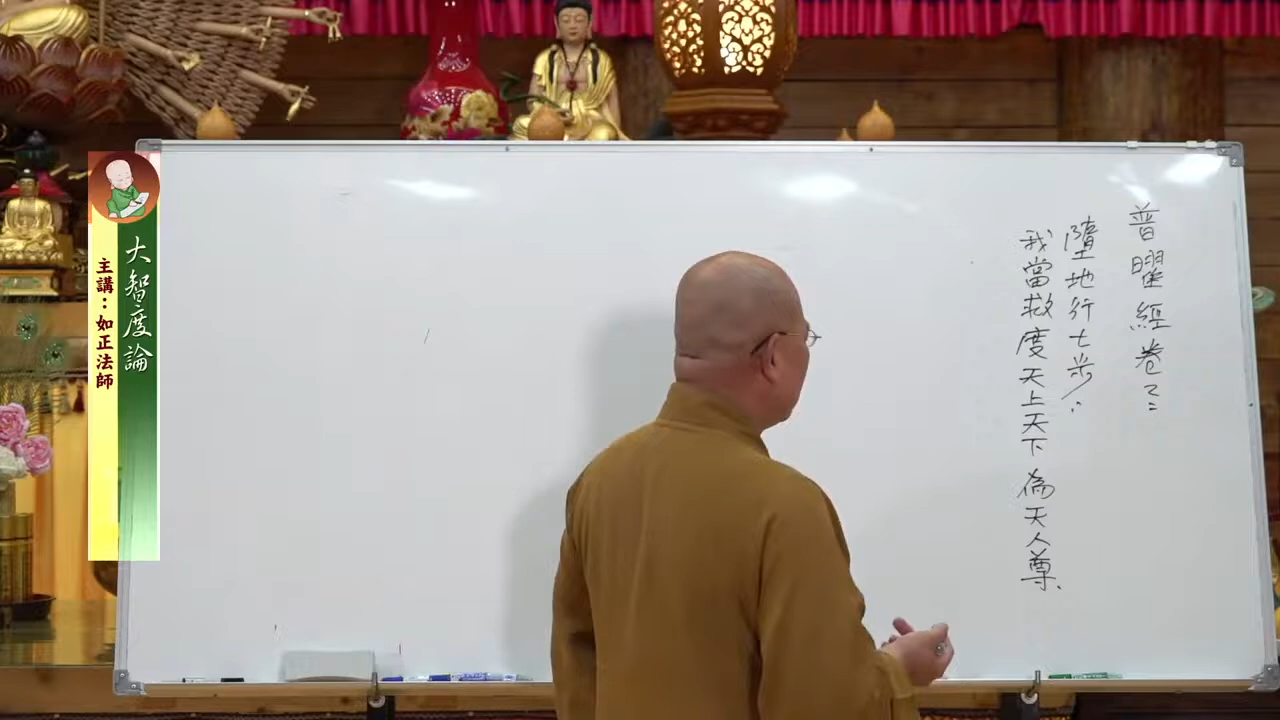 普曜經卷二:
墮地行七步,:
我當救度天上天下為天人尊、
大智度論
主講：如正法師